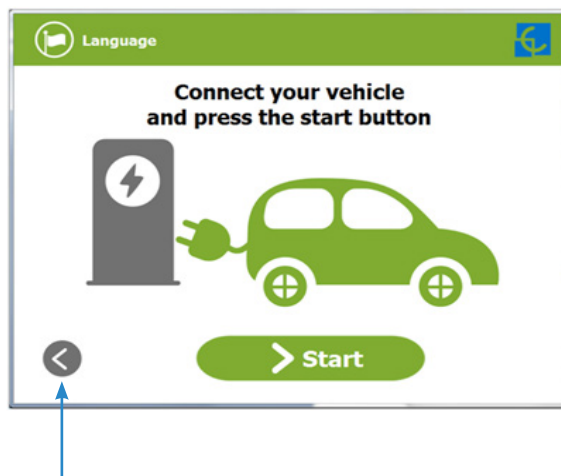 Language
Connect your vehicle
and press the start button
Start